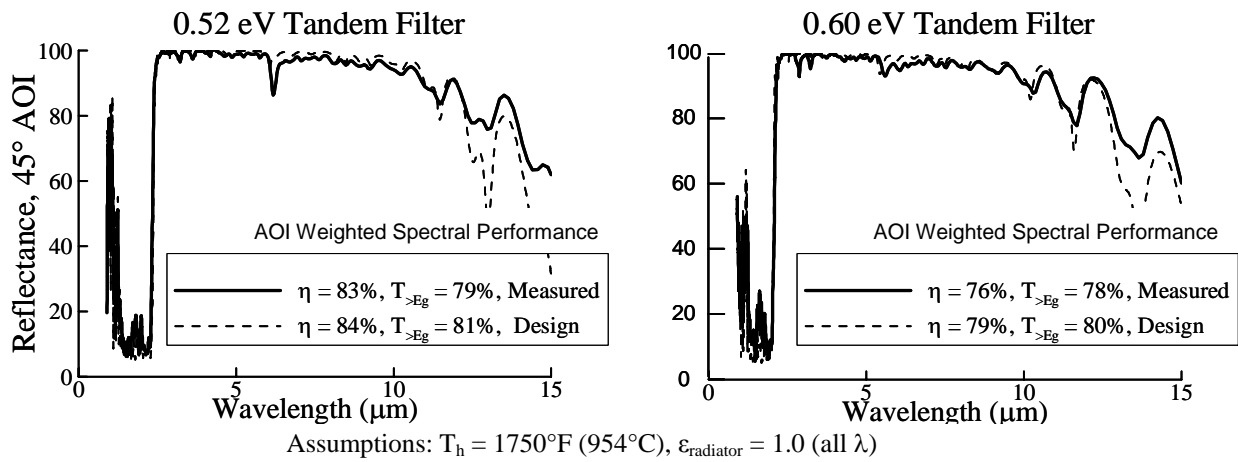 0.52 eV Tandem Filter
Reflectance, 45° AOI
100
80
60
40
20
0
AOI Weighted Spectral Performance
η = 83%, T>Eg = 79%, Measured
η = 84%, T>Eg = 81%, Design
0
5
10
15
Wavelength (μm)
0.60 eV Tandem Filter
100
80
60
40
20
0
AOI Weighted Spectral Performance
η = 76%, T>Eg = 78%, Measured
η = 79%, T>Eg = 80%, Design
0
5
10
15
Wavelength (μm)
Assumptions: Th = 1750°F (954°C), εradiator = 1.0 (all λ)